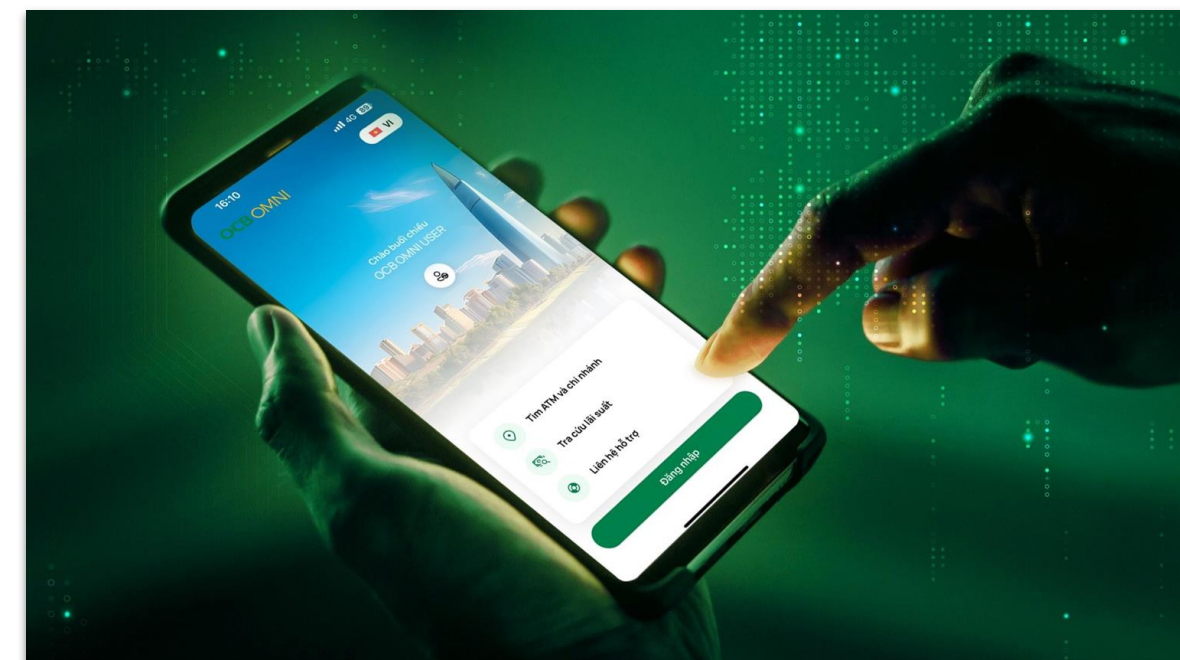 16:10
4G 89
VI
OCB OMNI
Chào buổi chiều
OCB OMNI USER
Tìm ATM và chi nhánh
Tra cứu lãi suất
Liên hệ hỗ trợ
Đăng nhập